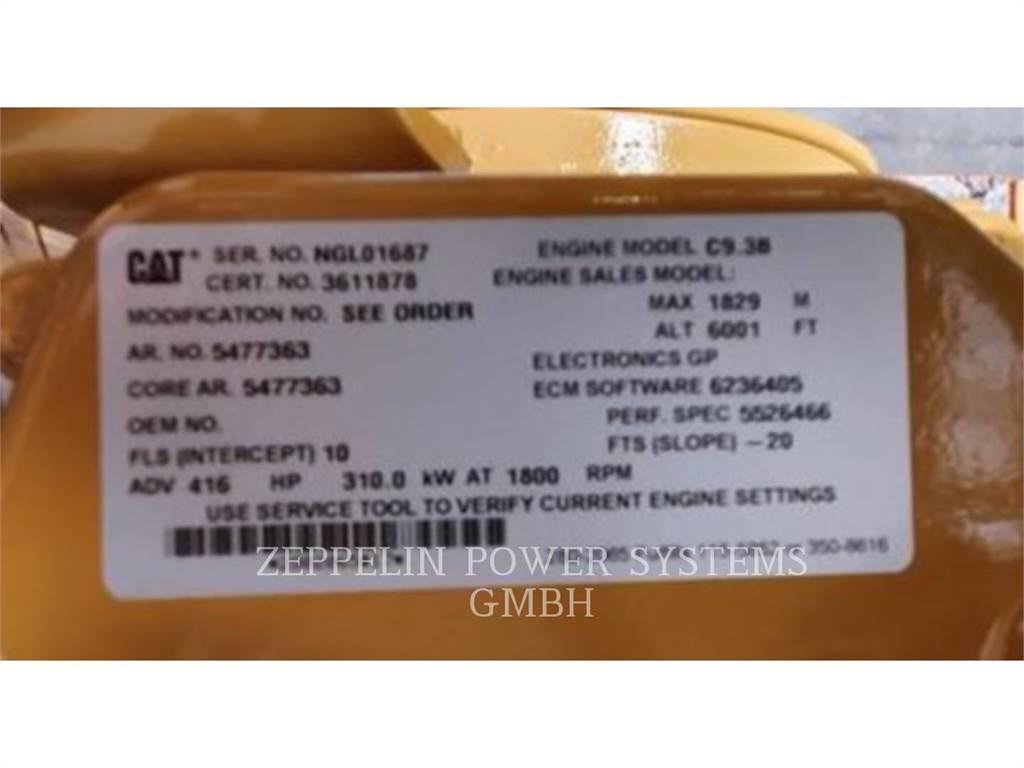 CAT SER. NO. NGL01687 ENGINE MODEL C9.3B
CERT. NO. 3611878 ENGINE SALES MODEL:
MODIFICATION NO. SEE ORDER MAX 1829 M
ALT 6001 FT
AR. NO. 5477363 ELECTRONICS GP
CORE AR. 5477363 ECM SOFTWARE 6236405
OEM NO. PERF. SPEC 5526466
FLS (INTERCEPT) 10 FTS (SLOPE) -20
ADV 416 HP 310.0 kW AT 1800 RPM
USE SERVICE TOOL TO VERIFY CURRENT ENGINE SETTINGS
350-8616
ZEPPELIN POWER SYSTEMS
GMBH